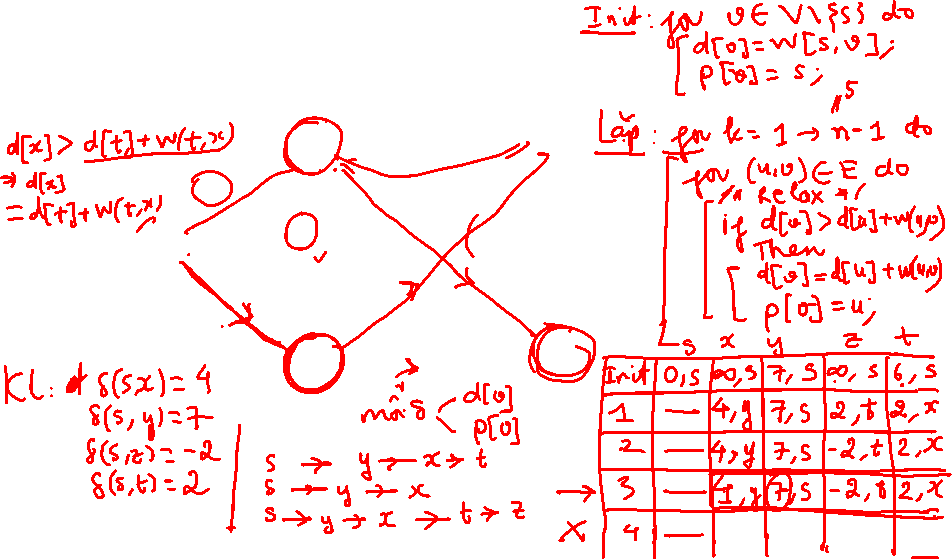 Init: for v ∈ V\{s} do
d[v]=W[s,v];
p[v]=s;
5
Lặp: for k = 1 → n-1 do
for (u,v) ∈ E do
/* Relax */
if d[v]>d[u]+w(u,v)
Then
d[v]=d[u]+w(u,v)
p[v]=u;
d[x] > d[t]+w(t,x)
⇒ d[x]
= d[t]+w(t,x)
KL: δ(s,x)=4
δ(s,y)=7
δ(s,z)=-2
δ(s,t)=2
d[v]
p[v]
s → y → x → t
s → y → x
s → y → x → t → z
s x y z t
Init 0,s ∞,s 7,s ∞,s 6,s
1 — 4,y 7,s 2,t 2,x
2 — 4,y 7,s -2,t 2,x
→ 3 — 4,y 7,s -2,t 2,x
X 4 —